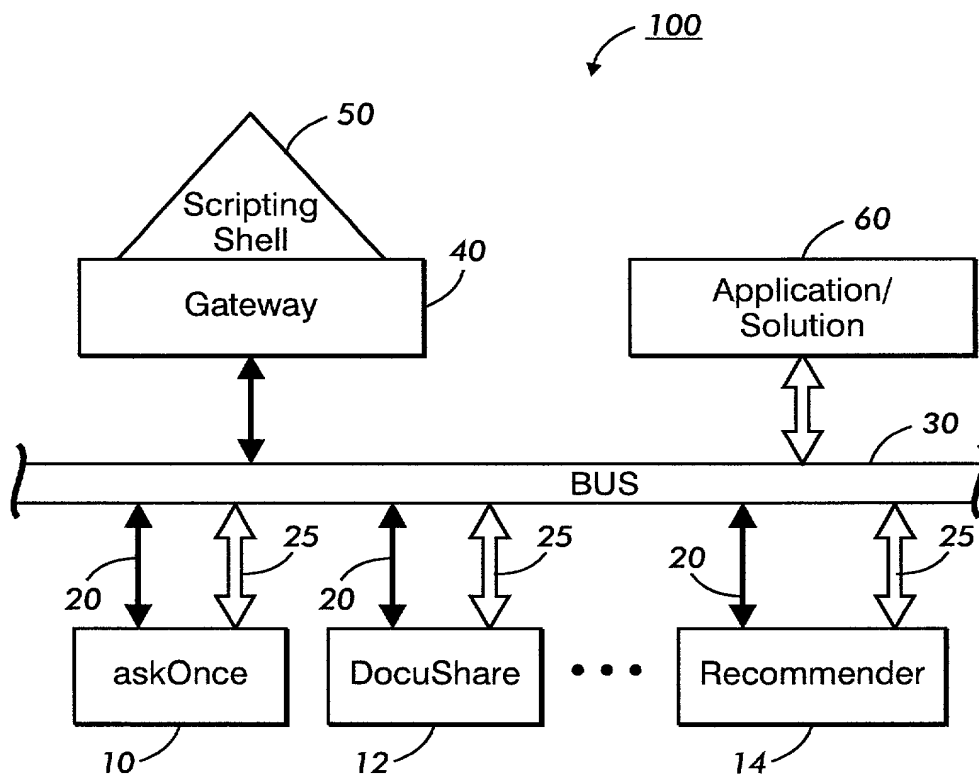 100
50
Scripting
Shell
40
Gateway
60
Application/
Solution
30
BUS
20
25
20
25
20
25
askOnce
DocuShare
Recommender
10
12
14